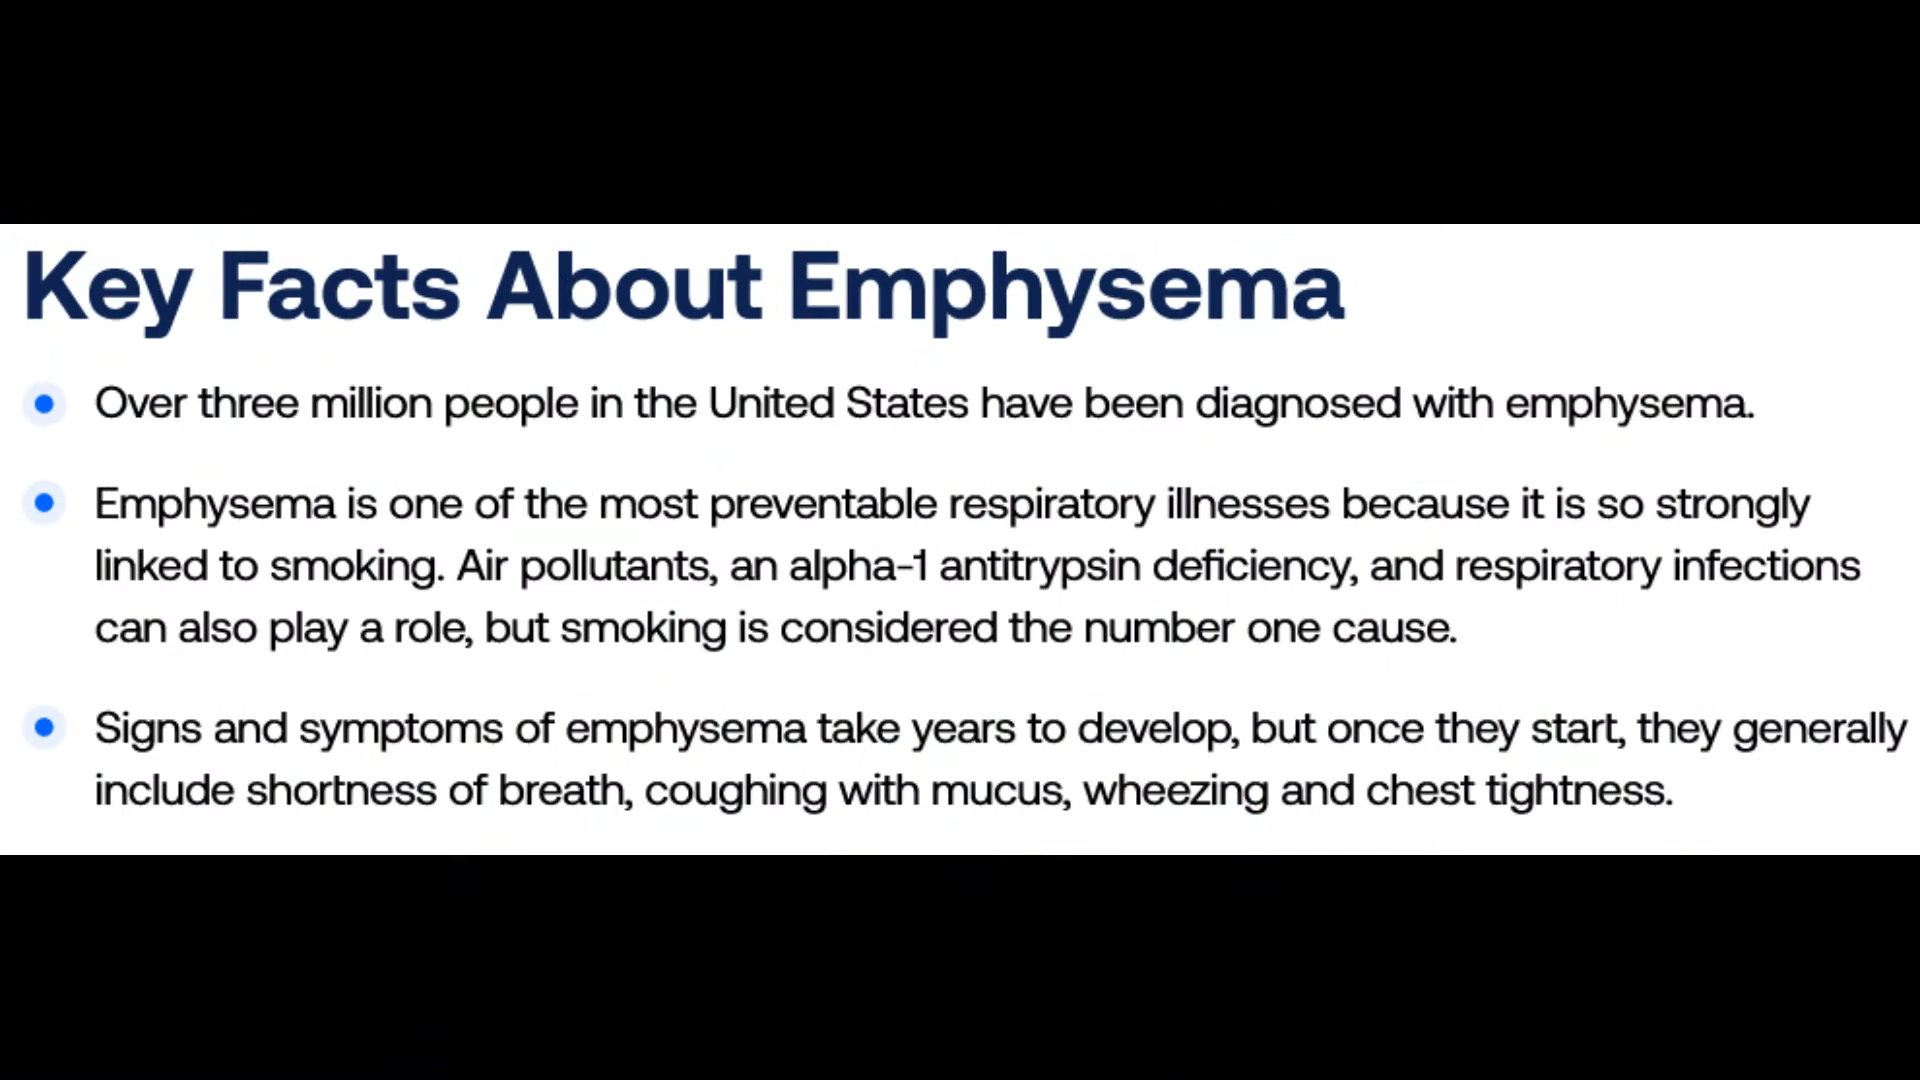 Key Facts About Emphysema
Over three million people in the United States have been diagnosed with emphysema.
Emphysema is one of the most preventable respiratory illnesses because it is so strongly
linked to smoking. Air pollutants, an alpha-1 antitrypsin deficiency, and respiratory infections
can also play a role, but smoking is considered the number one cause.
Signs and symptoms of emphysema take years to develop, but once they start, they generally
include shortness of breath, coughing with mucus, wheezing and chest tightness.